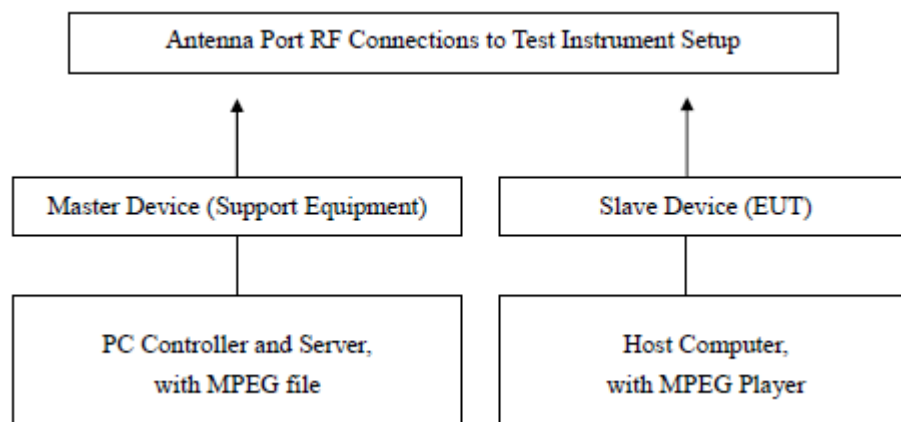 Antenna Port RF Connections to Test Instrument Setup
Master Device (Support Equipment)
Slave Device (EUT)
PC Controller and Server,
with MPEG file
Host Computer,
with MPEG Player